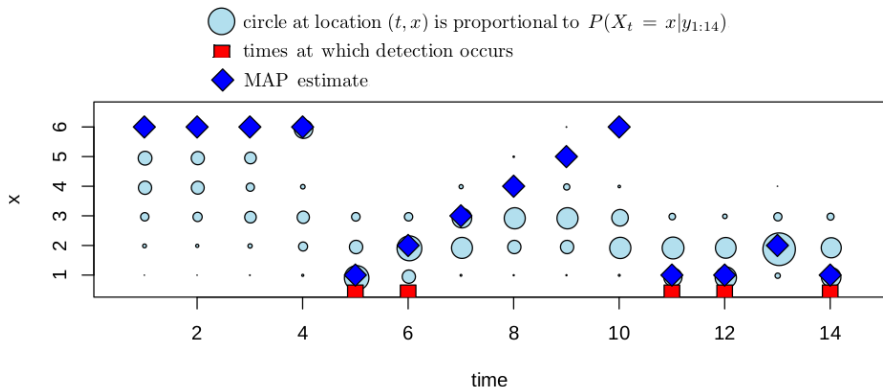 circle at location (t, x) is proportional to P(X_t = x|y_{1:14})
times at which detection occurs
MAP estimate
6
5
4
3
2
1
x
2 4 6 8 10 12 14
time